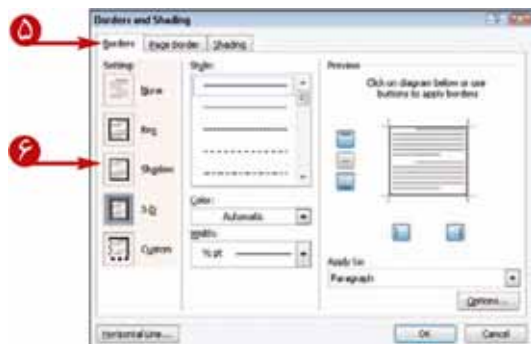 Borders and Shading
۵
Borders Page Border Shading
Setting:
None
Box
Shadow
3-D
Custom
۶
Style:
Color:
Automatic
Width:
½ pt
Preview
Click on diagram below or use
buttons to apply borders
Apply to:
Paragraph
Options...
Horizontal Line...
OK Cancel